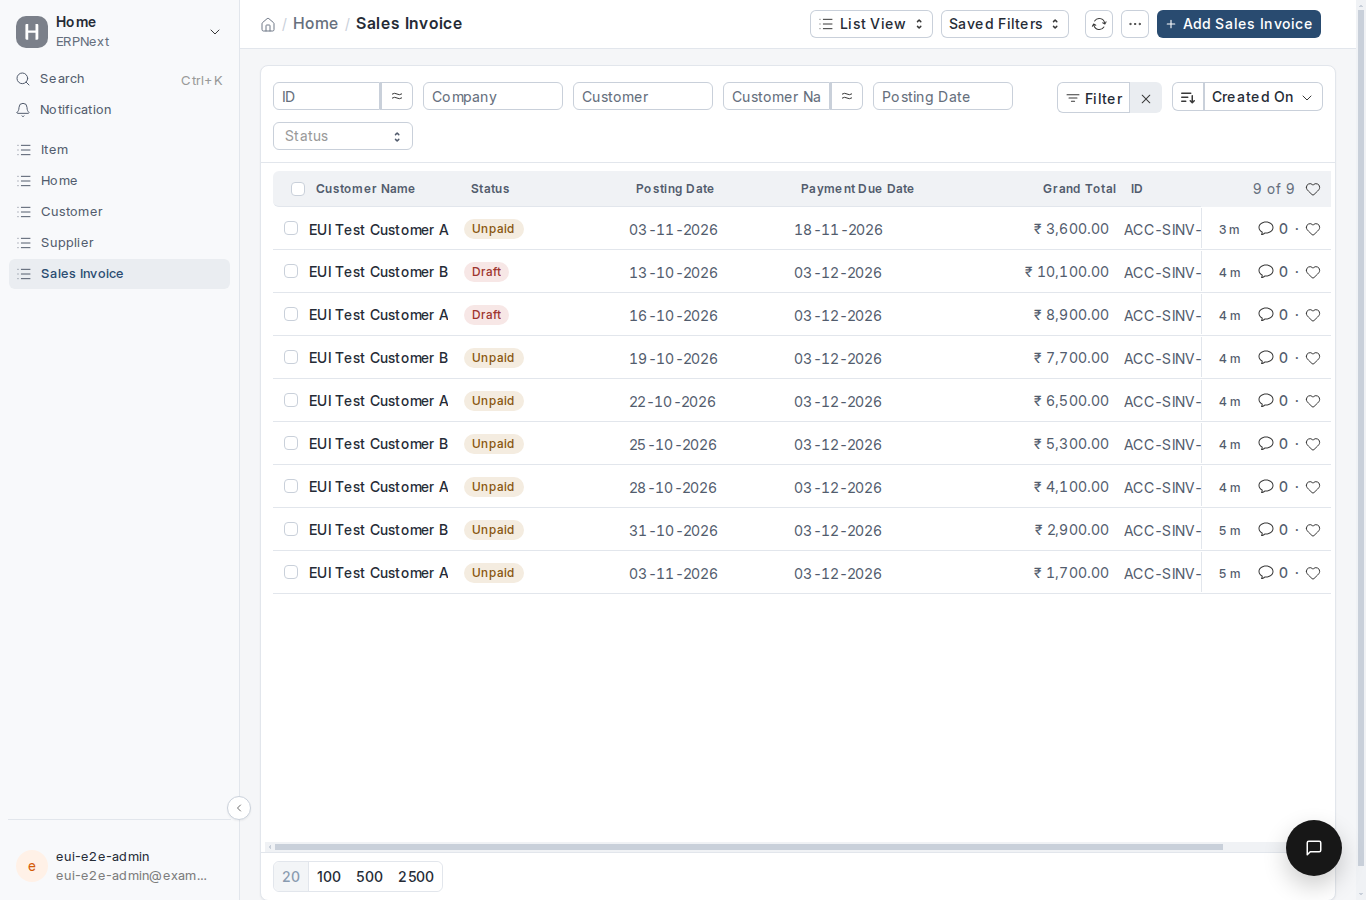 H
Home
ERPNext
Search
Ctrl+K
Notification
Item
Home
Customer
Supplier
Sales Invoice
e
eui-e2e-admin
eui-e2e-admin@exam...
/ Home / Sales Invoice
List View
Saved Filters
+ Add Sales Invoice
ID
≈
Company
Customer
Customer Na
≈
Posting Date
Filter
Created On
Status
Customer Name Status Posting Date Payment Due Date Grand Total ID 9 of 9
EUI Test Customer A Unpaid 03-11-2026 18-11-2026 ₹ 3,600.00 ACC-SINV- 3 m 0 ·
EUI Test Customer B Draft 13-10-2026 03-12-2026 ₹ 10,100.00 ACC-SINV- 4 m 0 ·
EUI Test Customer A Draft 16-10-2026 03-12-2026 ₹ 8,900.00 ACC-SINV- 4 m 0 ·
EUI Test Customer B Unpaid 19-10-2026 03-12-2026 ₹ 7,700.00 ACC-SINV- 4 m 0 ·
EUI Test Customer A Unpaid 22-10-2026 03-12-2026 ₹ 6,500.00 ACC-SINV- 4 m 0 ·
EUI Test Customer B Unpaid 25-10-2026 03-12-2026 ₹ 5,300.00 ACC-SINV- 4 m 0 ·
EUI Test Customer A Unpaid 28-10-2026 03-12-2026 ₹ 4,100.00 ACC-SINV- 4 m 0 ·
EUI Test Customer B Unpaid 31-10-2026 03-12-2026 ₹ 2,900.00 ACC-SINV- 5 m 0 ·
EUI Test Customer A Unpaid 03-11-2026 03-12-2026 ₹ 1,700.00 ACC-SINV- 5 m 0 ·
20 100 500 2500